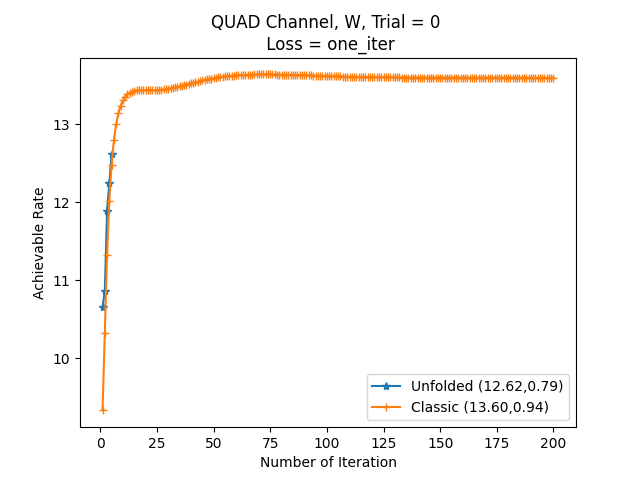 QUAD Channel, W, Trial = 0
Loss = one_iter
13
12
11
10
Achievable Rate
Unfolded (12.62,0.79)
Classic (13.60,0.94)
0 25 50 75 100 125 150 175 200
Number of Iteration